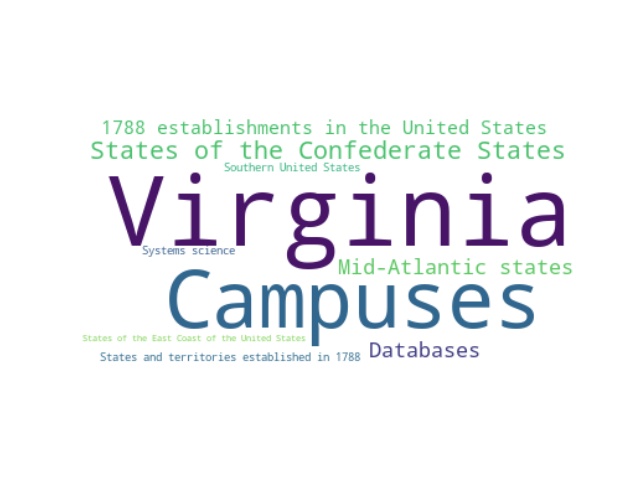 1788 establishments in the United States
States of the Confederate States
Southern United States
Virginia
Systems science
Mid-Atlantic states
Campuses
States of the East Coast of the United States
Databases
States and territories established in 1788